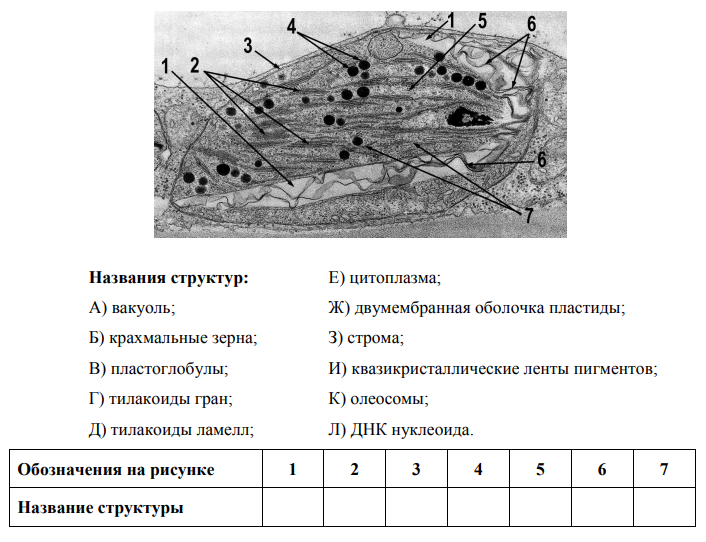 4
1
5
6
3
1
2
6
7
Названия структур:
А) вакуоль;
Б) крахмальные зерна;
В) пластоглобулы;
Г) тилакоиды гран;
Д) тилакоиды ламелл;
Е) цитоплазма;
Ж) двумембранная оболочка пластиды;
З) строма;
И) квазикристаллические ленты пигментов;
К) олеосомы;
Л) ДНК нуклеоида.
Обозначения на рисунке 1 2 3 4 5 6 7
Название структуры